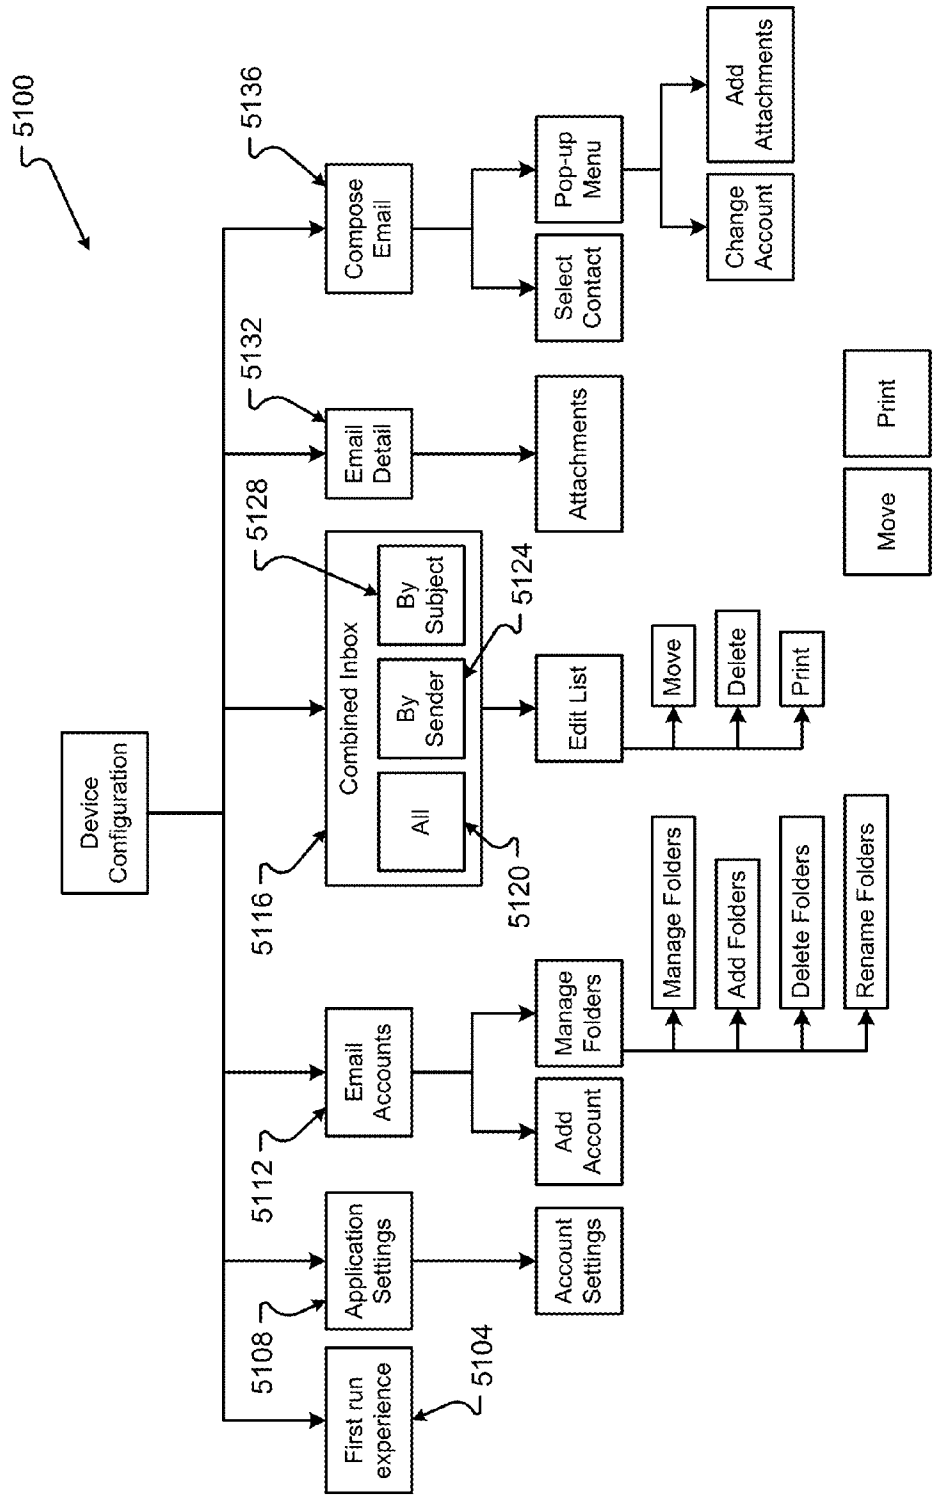 5100
Device
Configuration
5104
First run
experience
5108
Application
Settings
Account
Settings
5112
Email
Accounts
Add
Account
Manage
Folders
Manage Folders
Add Folders
Delete Folders
Rename Folders
5116
Combined Inbox
All
By
Sender
By
Subject
5120
5124
5128
Edit List
Move
Delete
Print
5132
Email
Detail
Attachments
5136
Compose
Email
Select
Contact
Pop-up
Menu
Change
Account
Add
Attachments
Move
Print